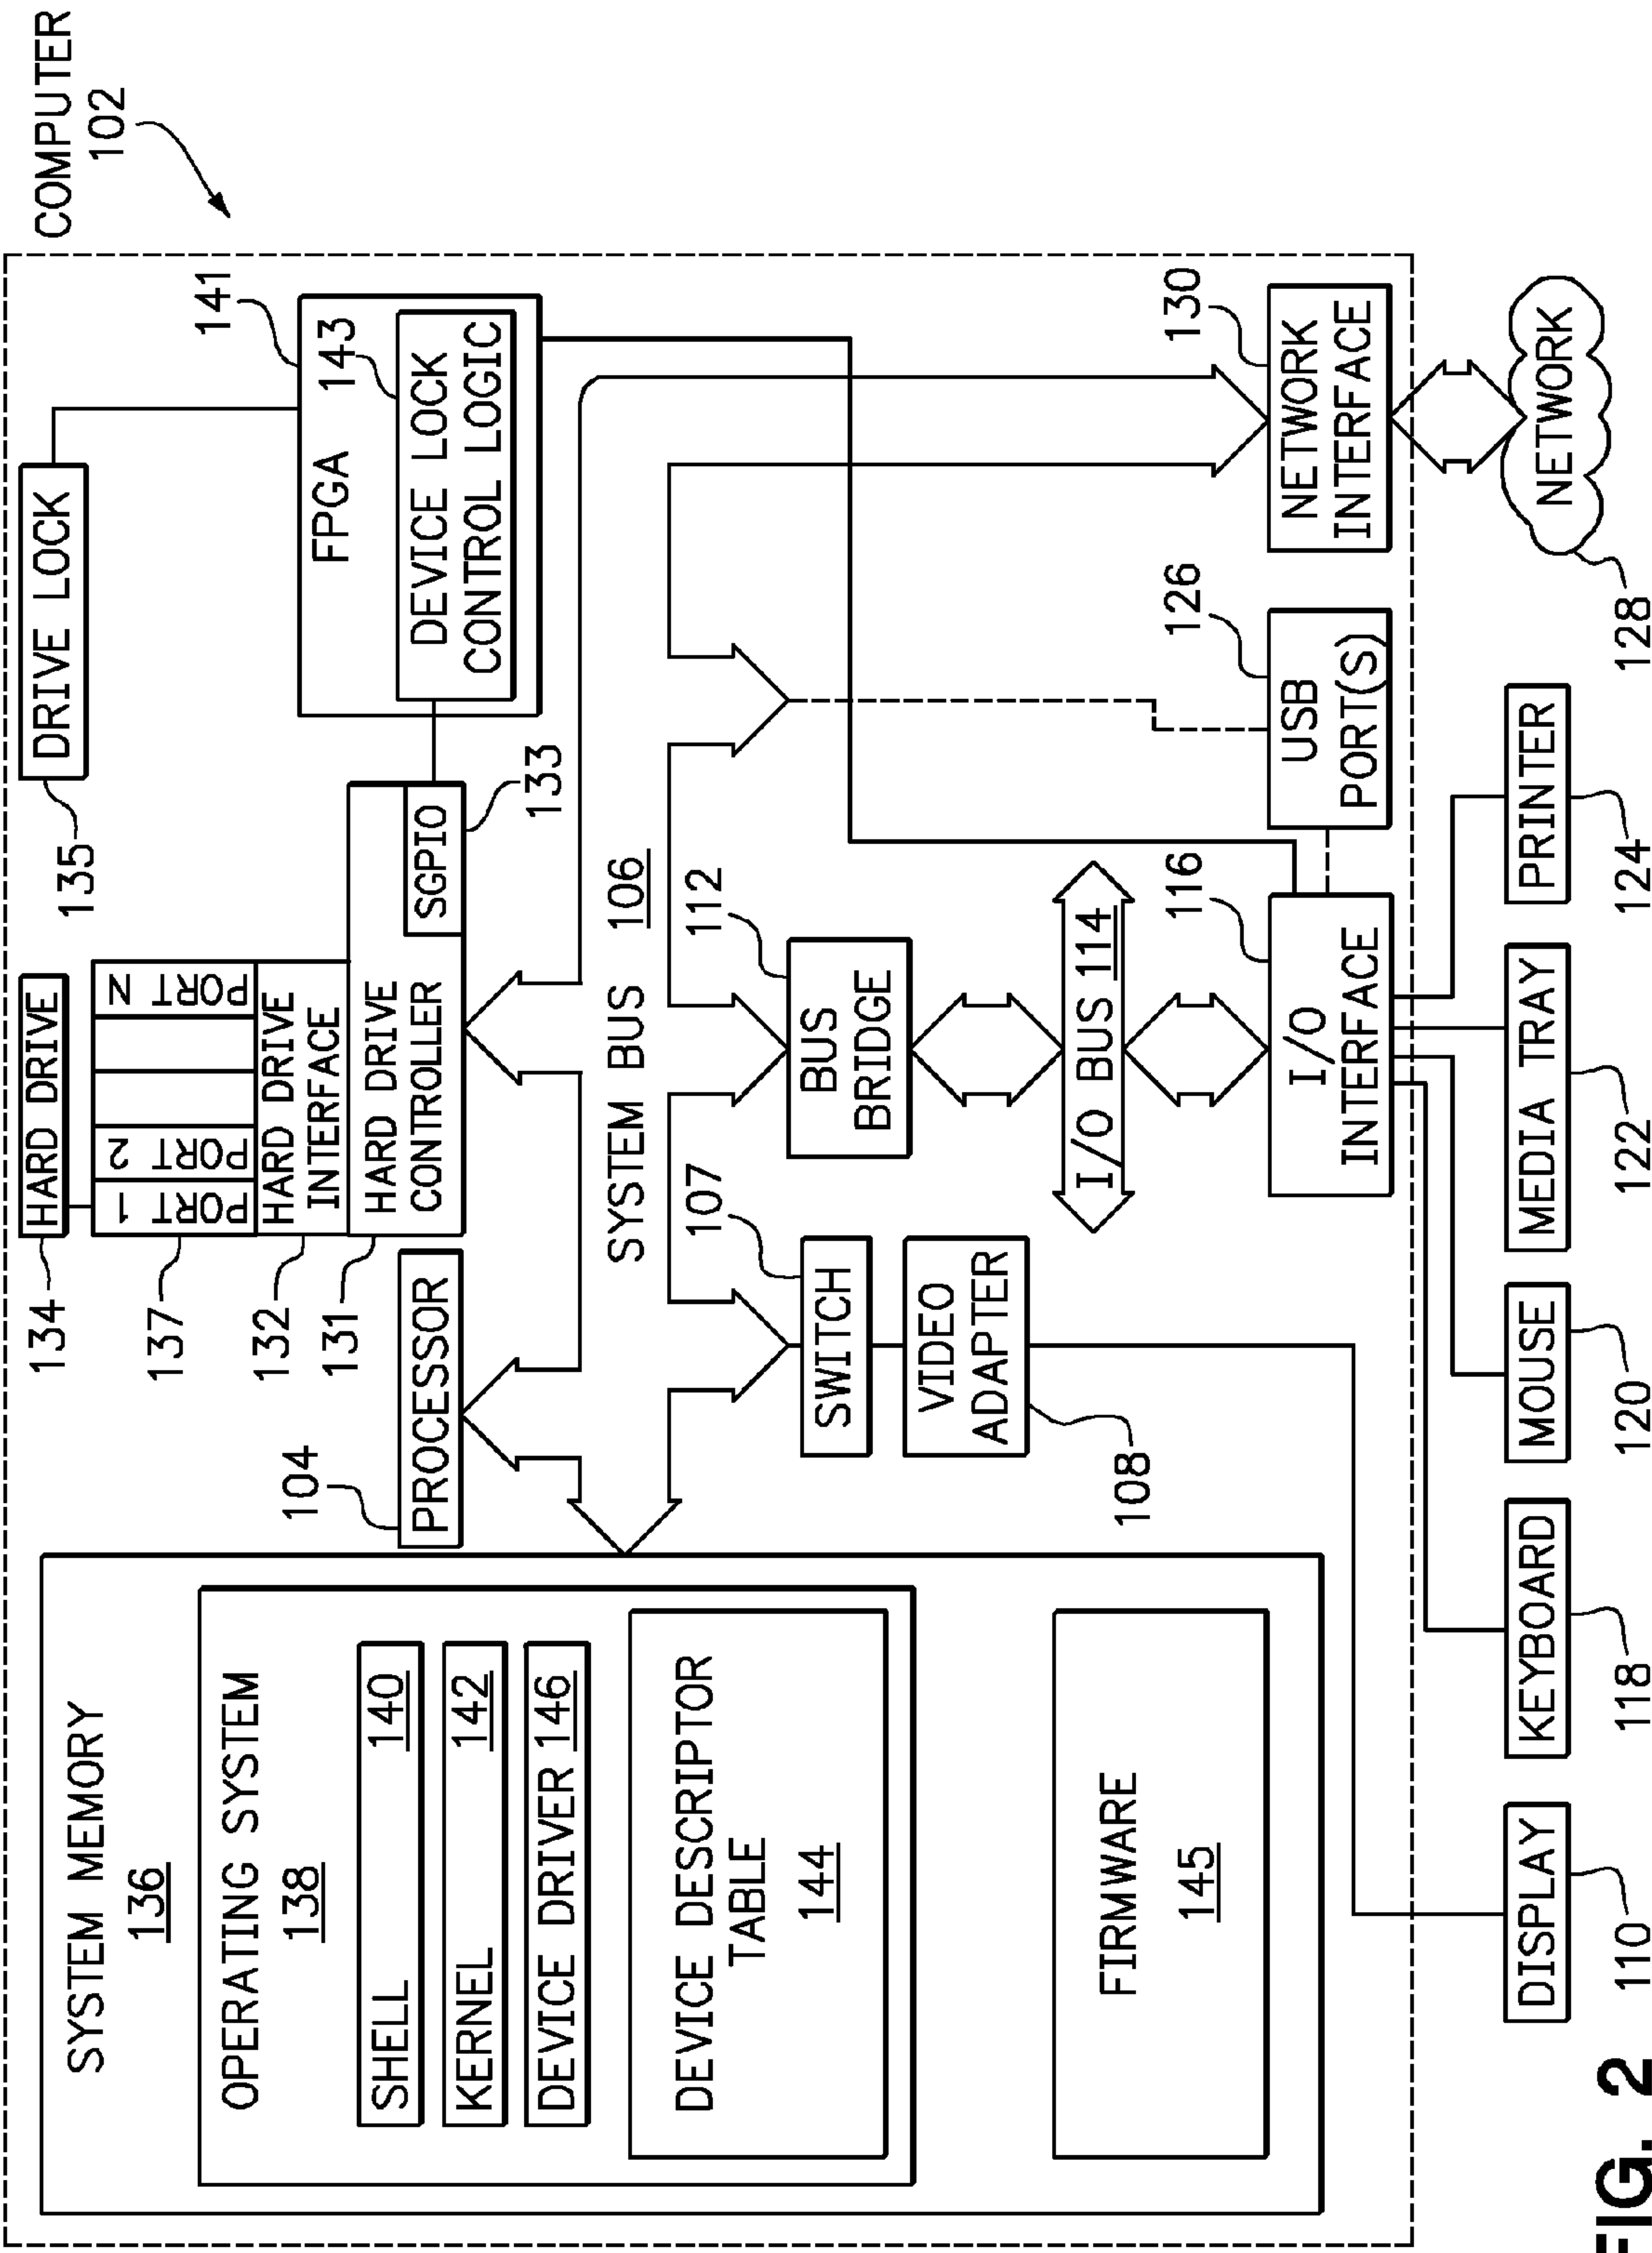 COMPUTER
102
SYSTEM MEMORY
136
OPERATING SYSTEM
138
SHELL 140
KERNEL 142
DEVICE DRIVER 146
DEVICE DESCRIPTOR
TABLE
144
FIRMWARE
145
134
HARD DRIVE
137
PORT 1
PORT 2
PORT N
132
HARD DRIVE
INTERFACE
131
HARD DRIVE
CONTROLLER
SGPIO
133
135
DRIVE LOCK
141
FPGA
143
DEVICE LOCK
CONTROL LOGIC
104
PROCESSOR
SYSTEM BUS 106
107
SWITCH
VIDEO
ADAPTER
108
112
BUS
BRIDGE
I/O BUS 114
116
I/O
INTERFACE
126
USB
PORT(S)
130
NETWORK
INTERFACE
DISPLAY
110
KEYBOARD
118
MOUSE
120
MEDIA TRAY
122
PRINTER
124
NETWORK
128
FIG. 2